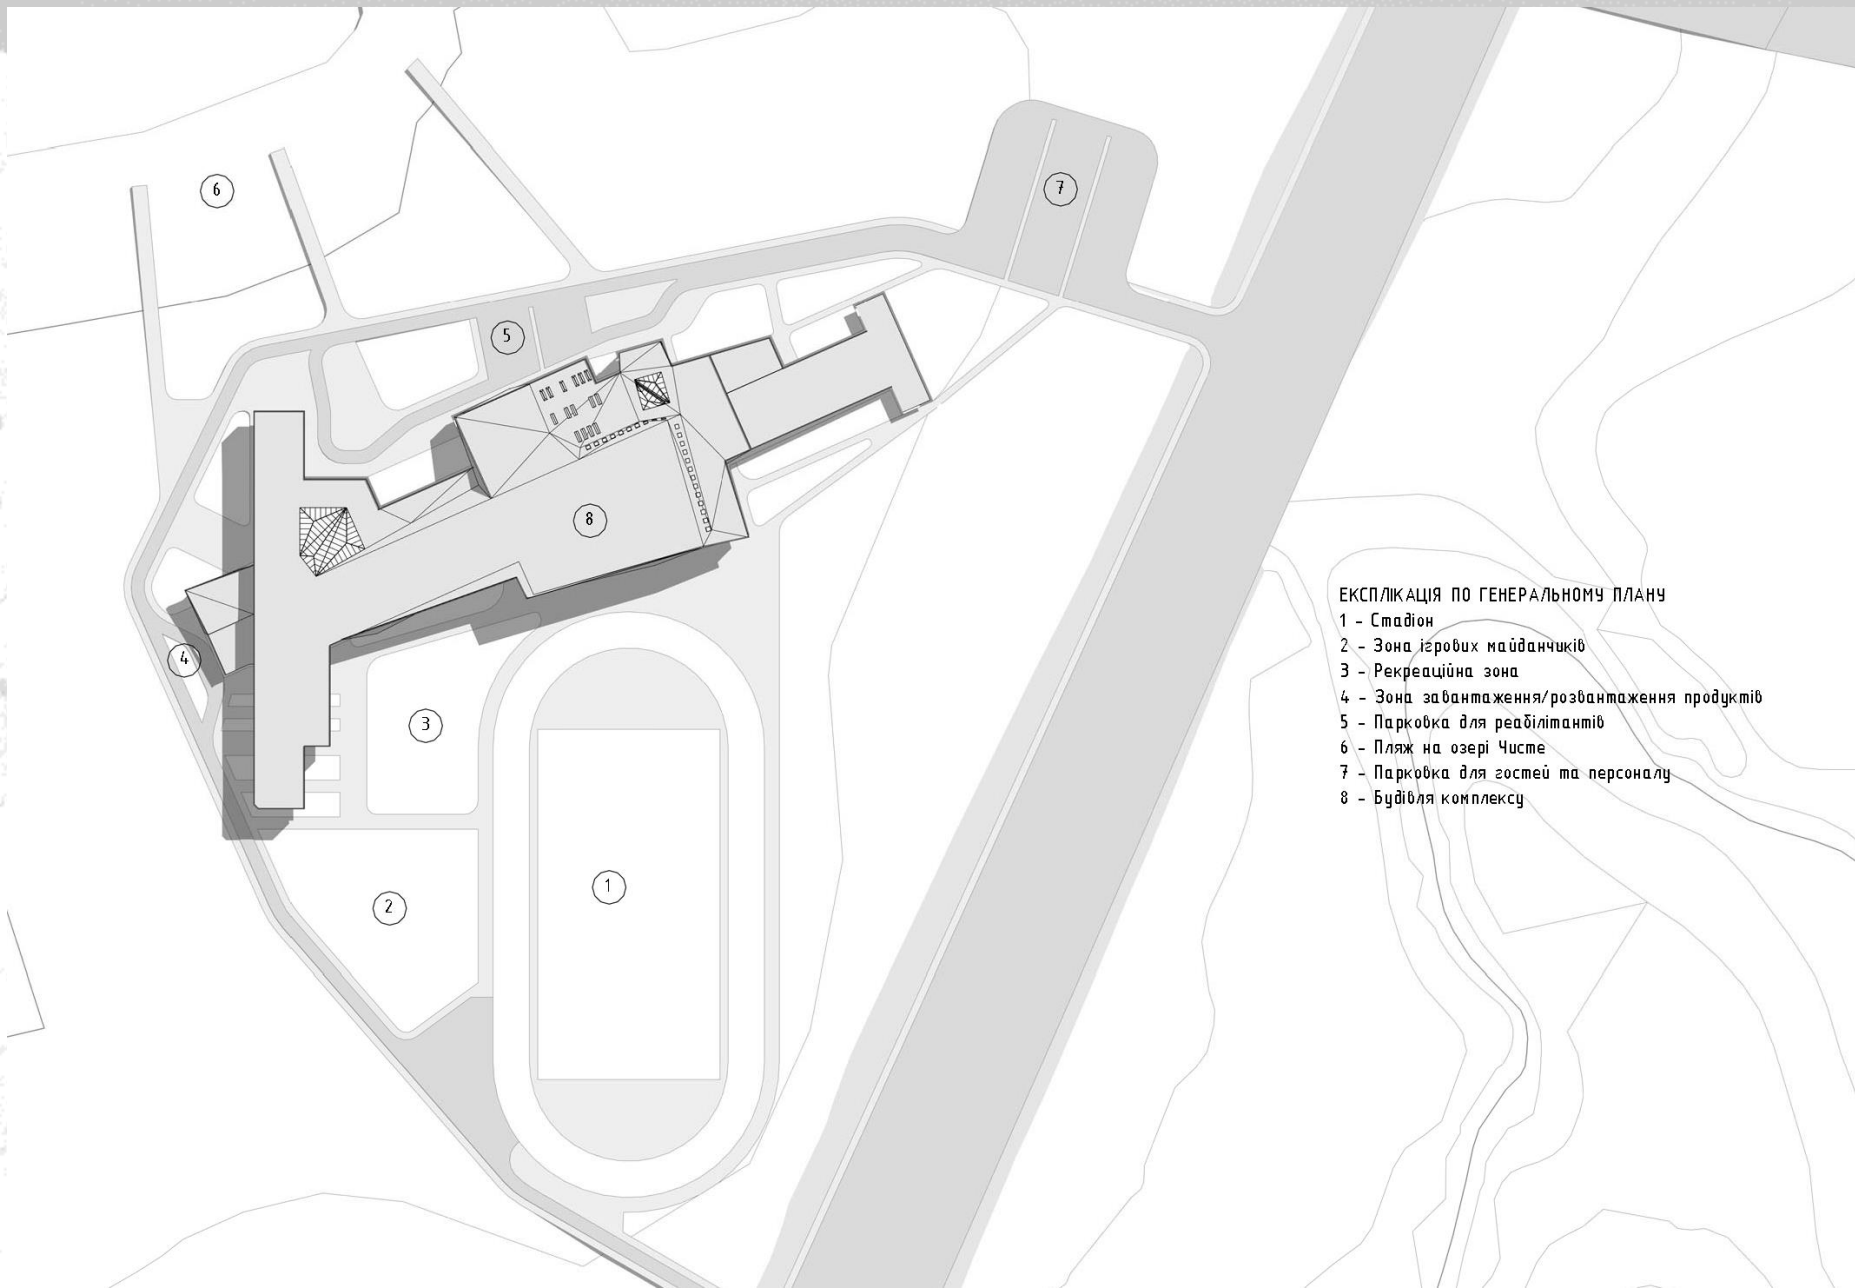 6
7
5
8
4
3
2
1
ЕКСПЛІКАЦІЯ ПО ГЕНЕРАЛЬНОМУ ПЛАНУ
1 - Стадіон
2 - Зона ігрових майданчиків
3 - Рекреаційна зона
4 - Зона завантаження/розвантаження продуктів
5 - Парковка для реабілітантів
6 - Пляж на озері Чисте
7 - Парковка для гостей та персоналу
8 - Будівля комплексу